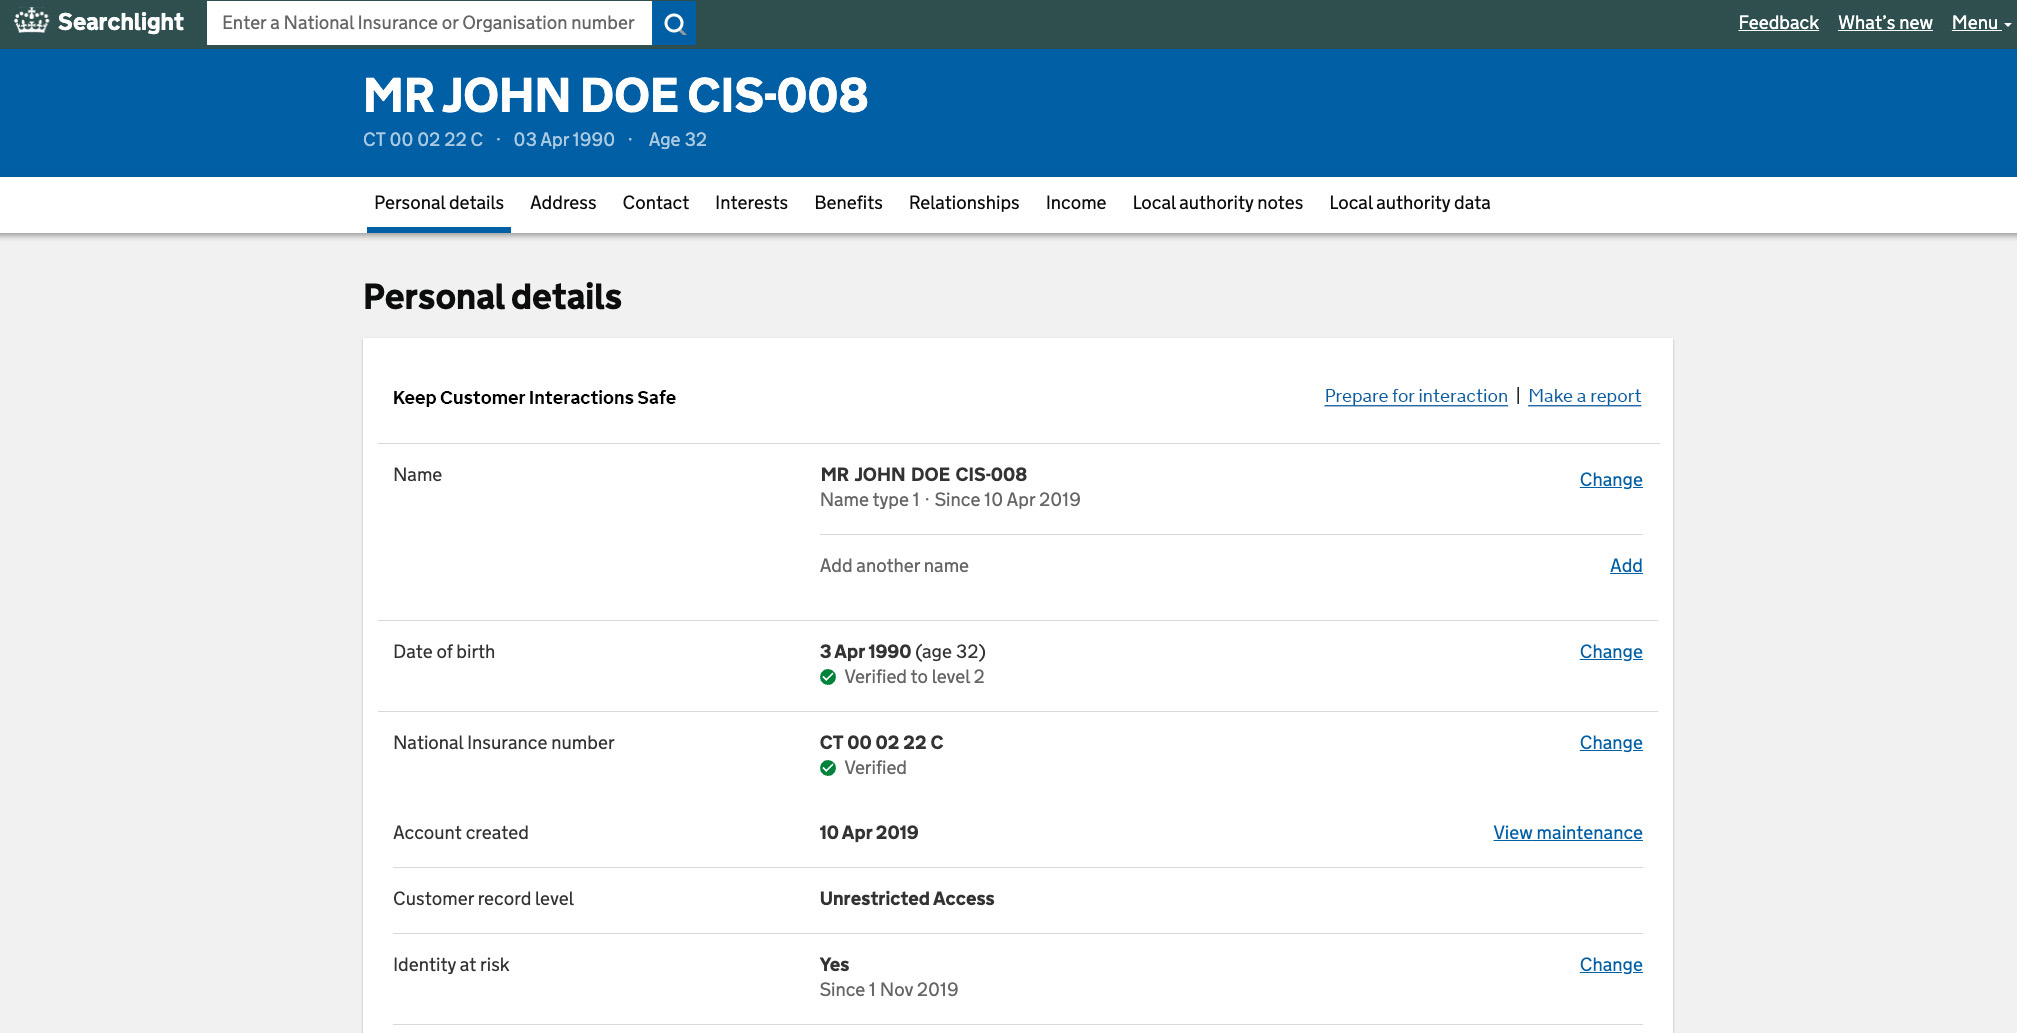 Searchlight
Enter a National Insurance or Organisation number
Feedback What's new Menu
MR JOHN DOE CIS-008
CT 00 02 22 C · 03 Apr 1990 · Age 32
Personal details Address Contact Interests Benefits Relationships Income Local authority notes Local authority data
Personal details
Keep Customer Interactions Safe Prepare for interaction | Make a report
Name MR JOHN DOE CIS-008 Change
Name type 1 · Since 10 Apr 2019
Add another name Add
Date of birth 3 Apr 1990 (age 32) Change
Verified to level 2
National Insurance number CT 00 02 22 C Change
Verified
Account created 10 Apr 2019 View maintenance
Customer record level Unrestricted Access
Identity at risk Yes Change
Since 1 Nov 2019